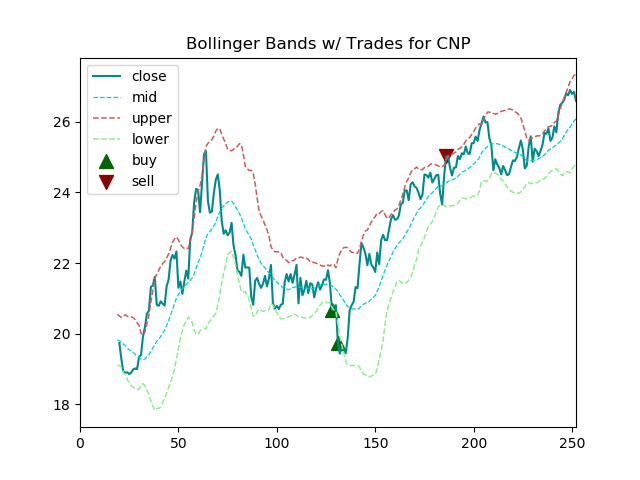 Bollinger Bands w/ Trades for CNP
close
mid
upper
lower
buy
sell
26
24
22
20
18
0 50 100 150 200 250